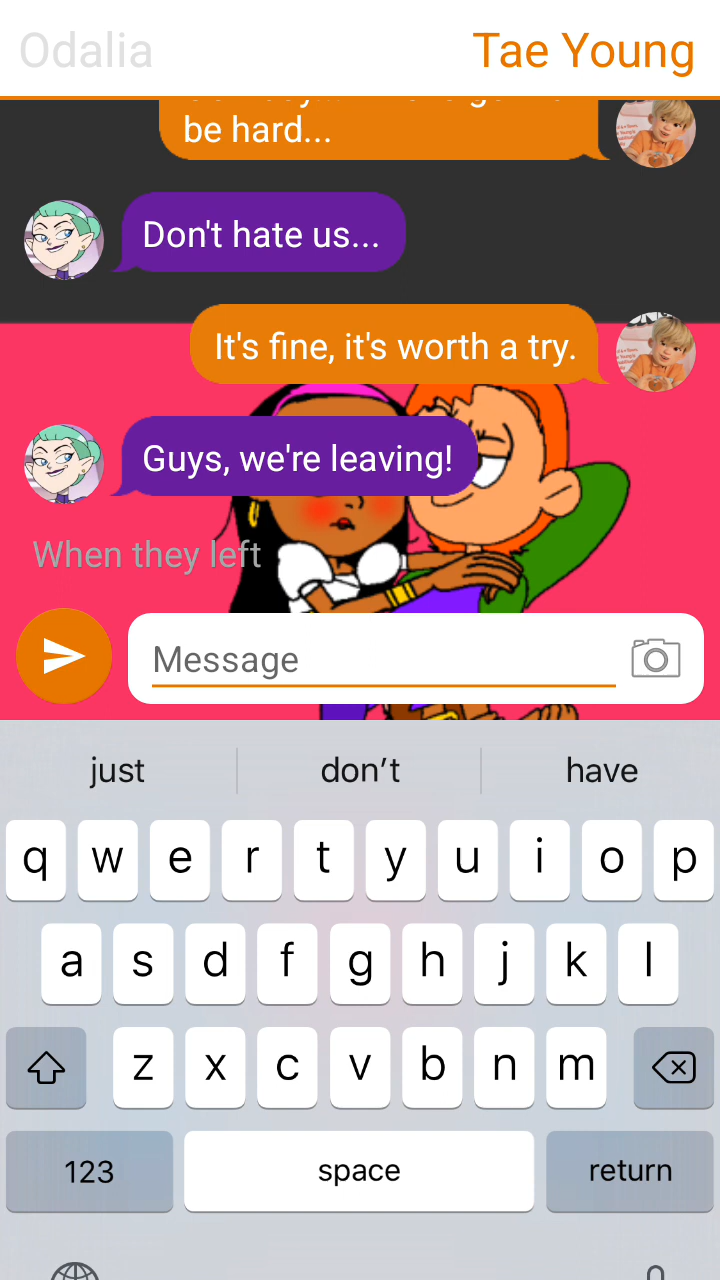 Odalia
Tae Young
be hard...
Don't hate us...
It's fine, it's worth a try.
Guys, we're leaving!
When they left
Message
just
don’t
have
q w e r t y u i o p
a s d f g h j k l
z x c v b n m
123
space
return